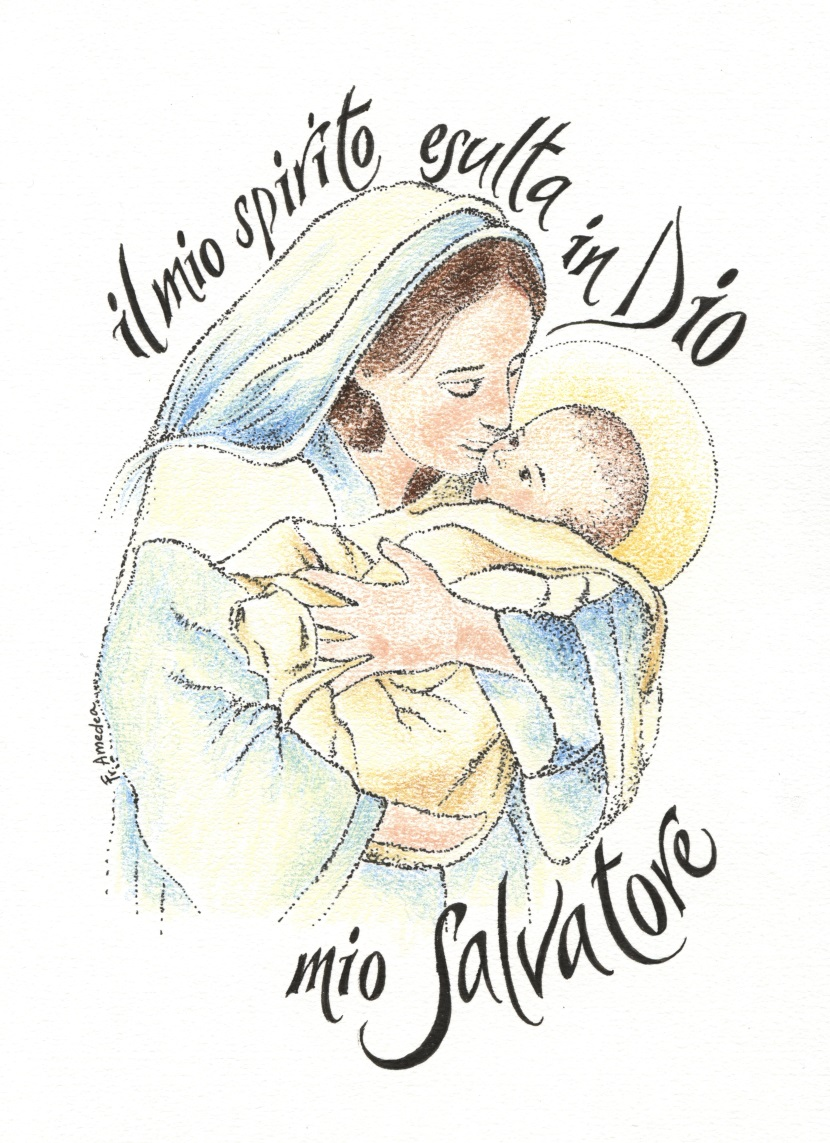 il mio spirito esulta in Dio
mio Salvatore
Fr. Amedeo